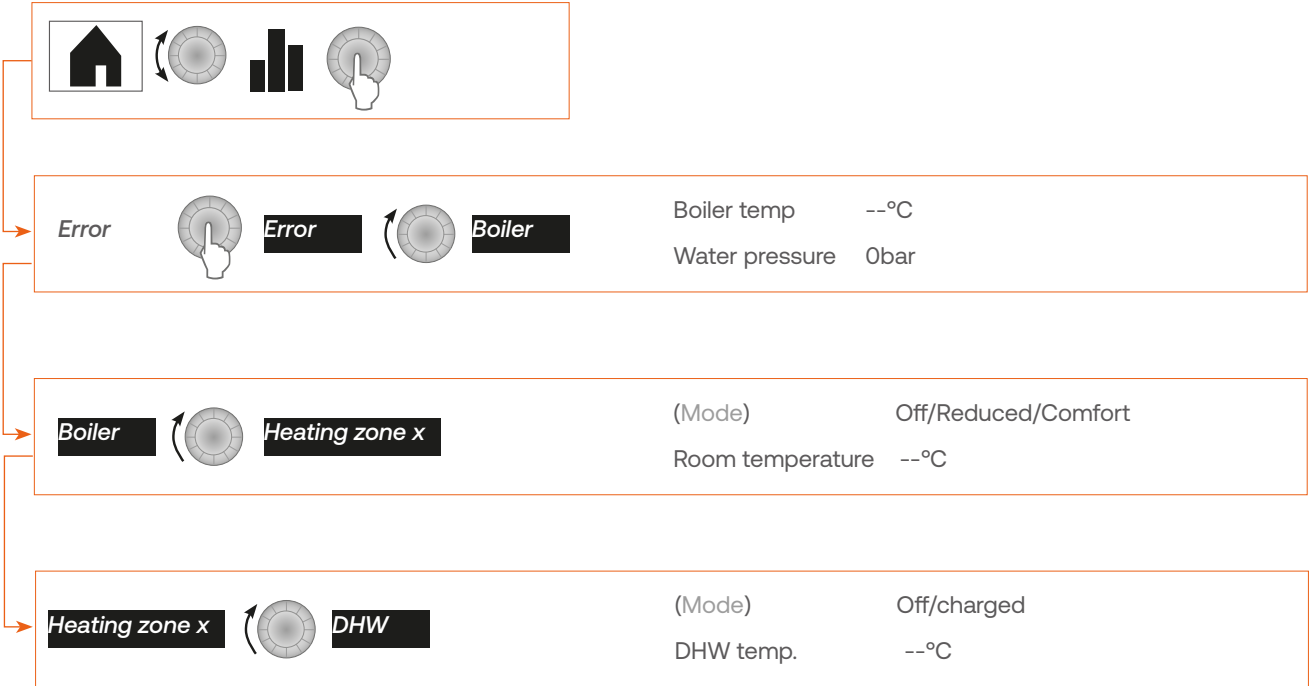 Error Error Boiler Boiler temp --°C
Water pressure 0bar
Boiler Heating zone x (Mode) Off/Reduced/Comfort
Room temperature --°C
Heating zone x DHW (Mode) Off/charged
DHW temp. --°C